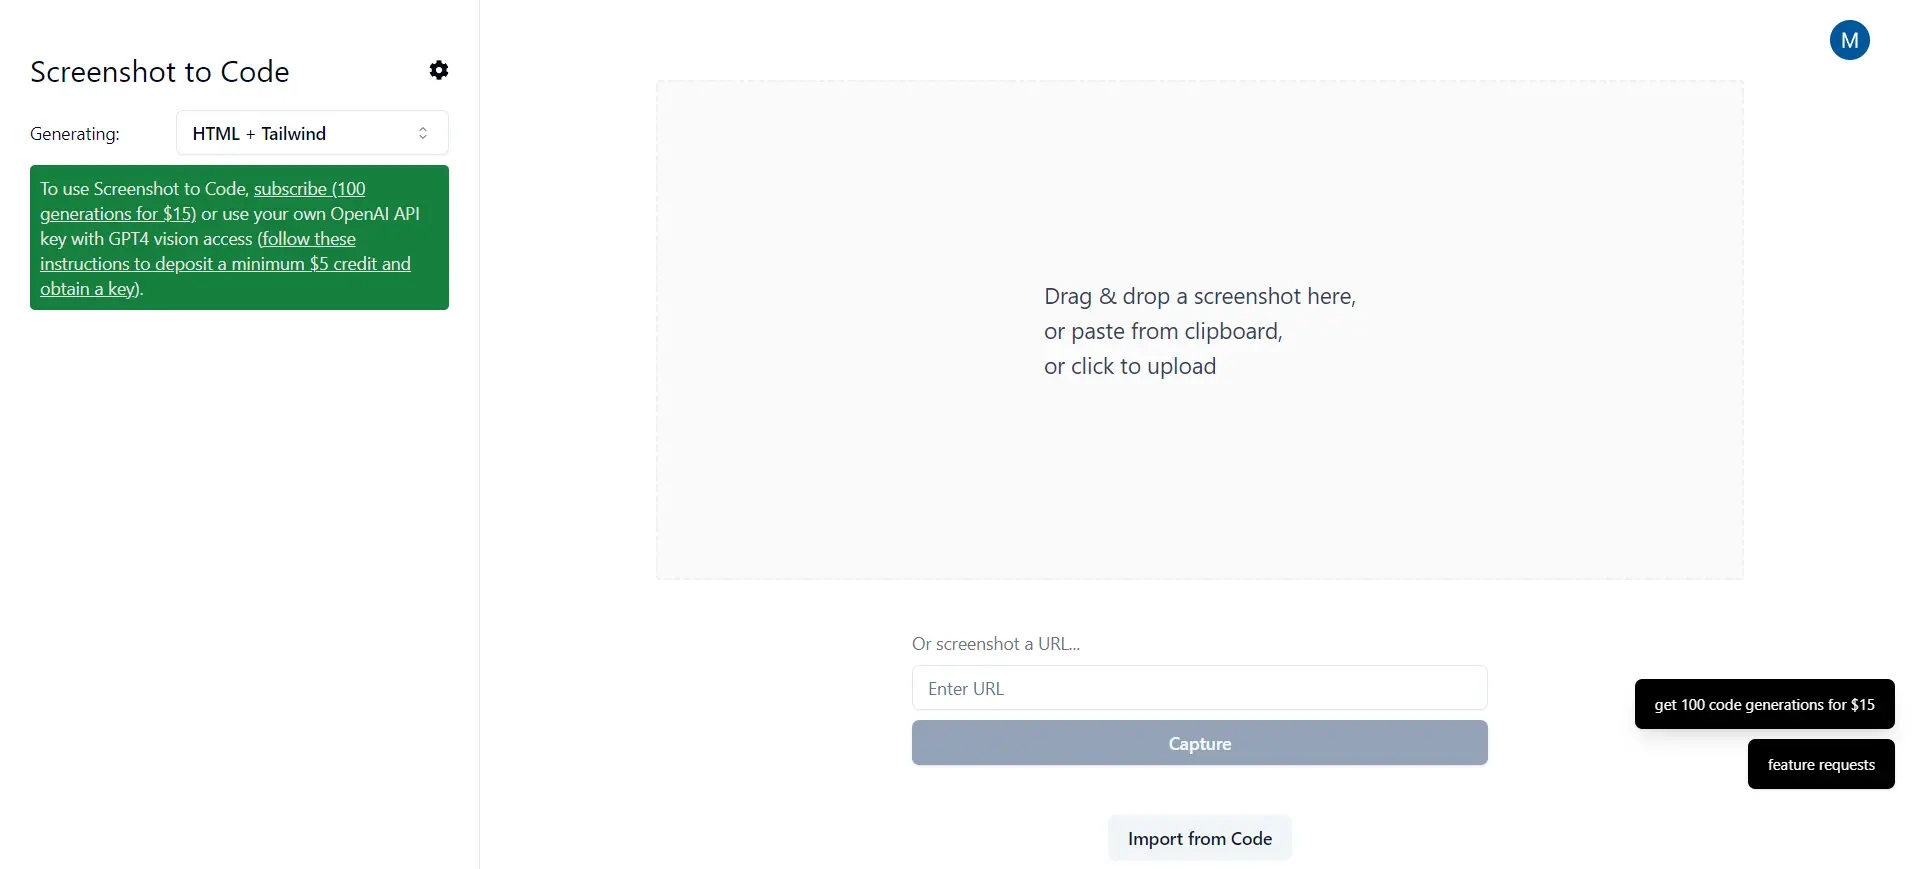 Screenshot to Code
Generating:
HTML + Tailwind
To use Screenshot to Code, subscribe (100
generations for $15) or use your own OpenAI API
key with GPT4 vision access (follow these
instructions to deposit a minimum $5 credit and
obtain a key).
M
Drag & drop a screenshot here,
or paste from clipboard,
or click to upload
Or screenshot a URL...
Enter URL
Capture
Import from Code
get 100 code generations for $15
feature requests